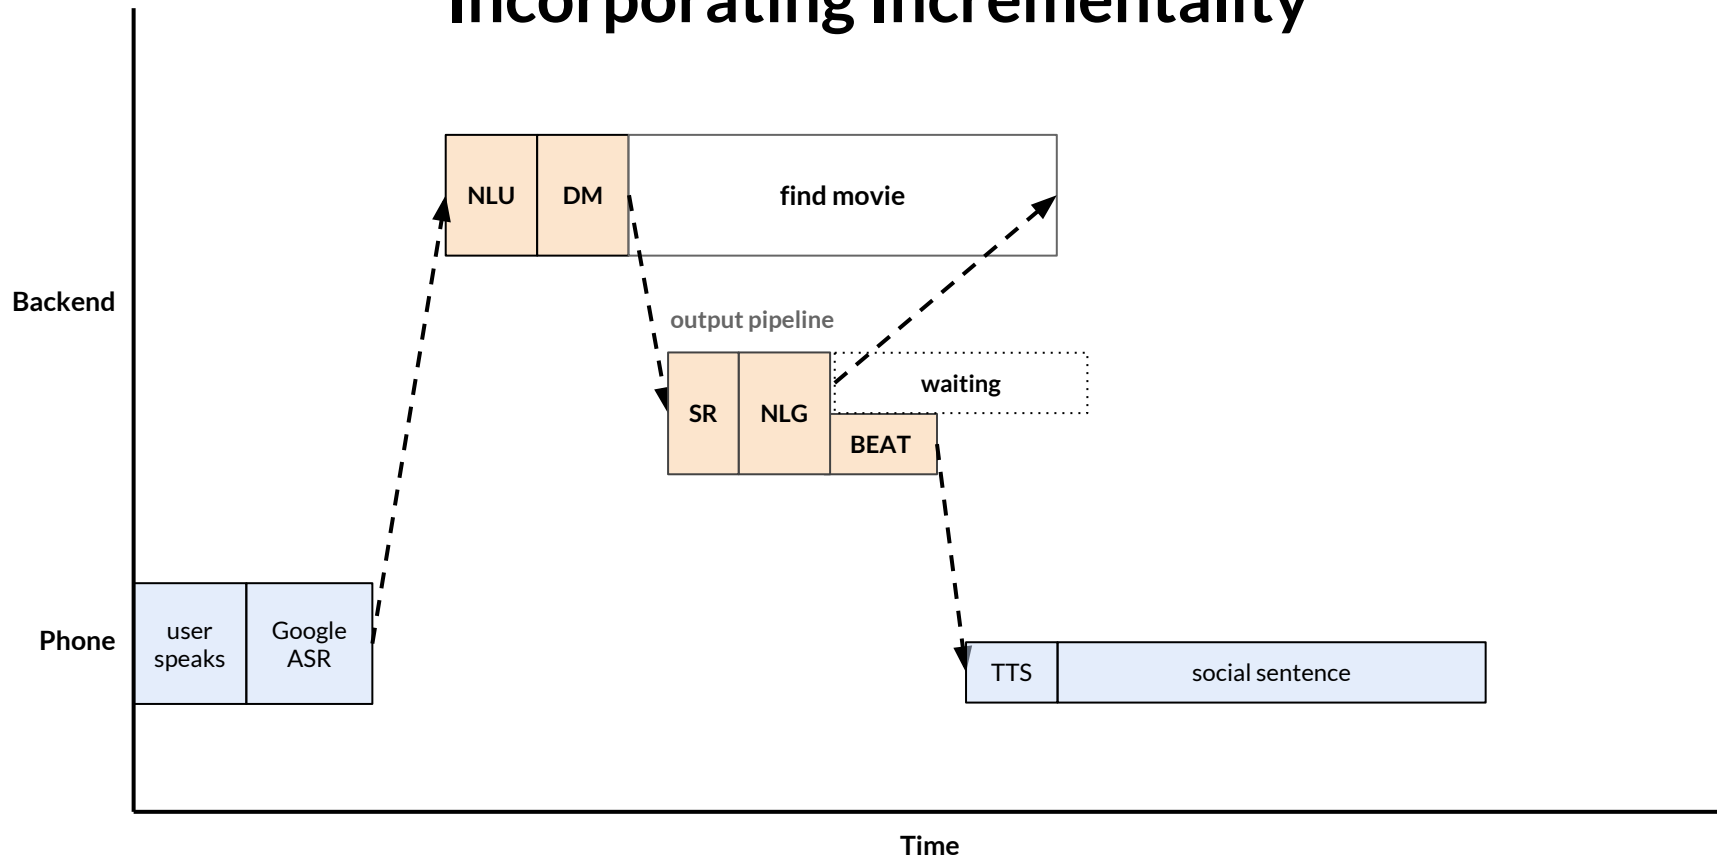 Incorporating Incrementality
NLU
DM
find movie
Backend
output pipeline
waiting
SR
NLG
BEAT
user
speaks
Google
ASR
Phone
TTS
social sentence
Time